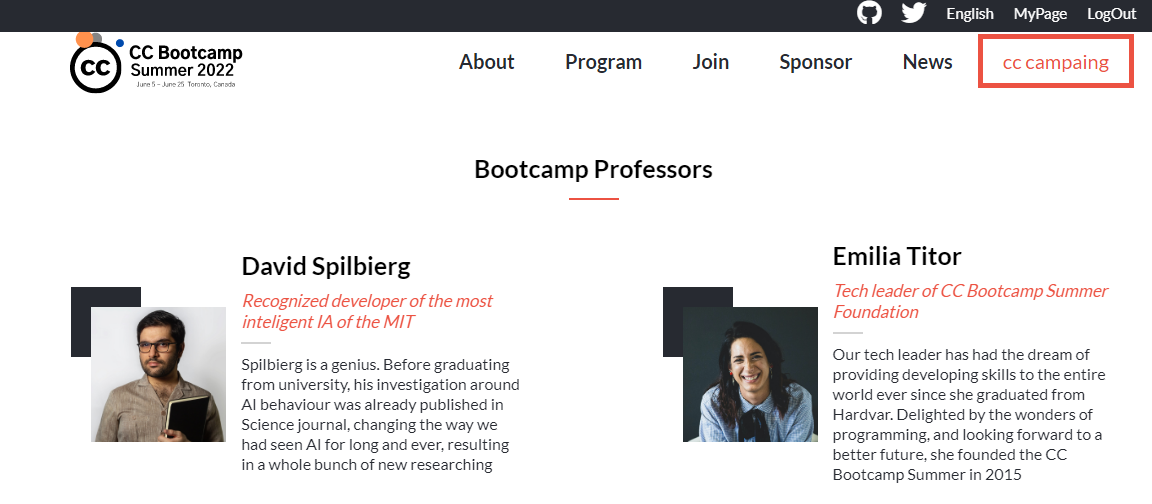 English MyPage LogOut
CC
CC Bootcamp
Summer 2022
June 5 – June 25 Toronto, Canada
About Program Join Sponsor News cc campaing
Bootcamp Professors
David Spilbierg
Recognized developer of the most
inteligent IA of the MIT
Spilbierg is a genius. Before graduating
from university, his investigation around
AI behaviour was already published in
Science journal, changing the way we
had seen AI for long and ever, resulting
in a whole bunch of new researching
Emilia Titor
Tech leader of CC Bootcamp Summer
Foundation
Our tech leader has had the dream of
providing developing skills to the entire
world ever since she graduated from
Hardvar. Delighted by the wonders of
programming, and looking forward to a
better future, she founded the CC
Bootcamp Summer in 2015